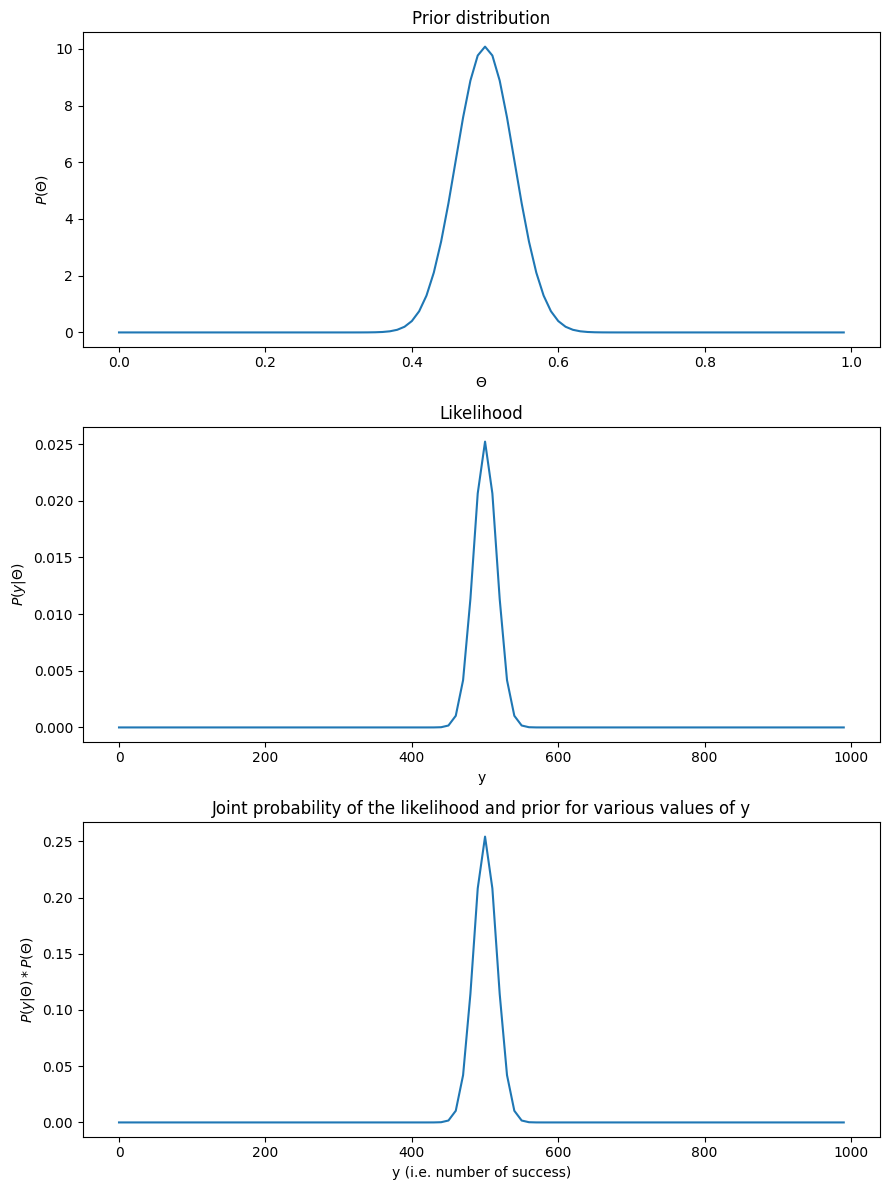 Prior distribution
10
8
6
4
2
0
P(Θ)
0.0 0.2 0.4 0.6 0.8 1.0
Θ
Likelihood
0.025
0.020
0.015
0.010
0.005
0.000
P(y|Θ)
0 200 400 600 800 1000
y
Joint probability of the likelihood and prior for various values of y
0.25
0.20
0.15
0.10
0.05
0.00
P(y|Θ) * P(Θ)
0 200 400 600 800 1000
y (i.e. number of success)